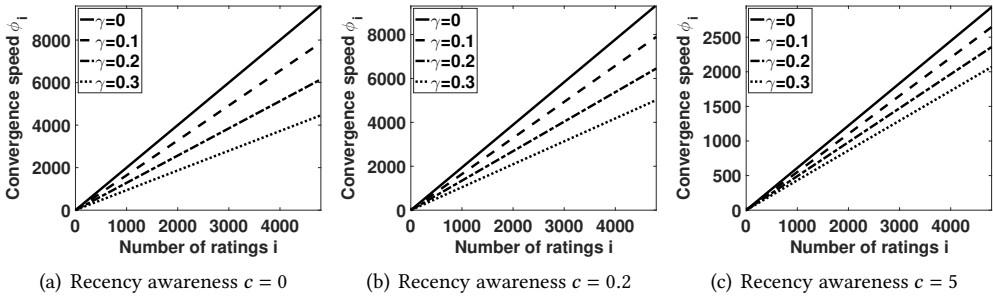 γ=0
γ=0.1
γ=0.2
γ=0.3
Convergence speed ϕi
8000
6000
4000
2000
0
0 1000 2000 3000 4000
Number of ratings i
(a) Recency awareness c = 0
γ=0
γ=0.1
γ=0.2
γ=0.3
Convergence speed ϕi
8000
6000
4000
2000
0
0 1000 2000 3000 4000
Number of ratings i
(b) Recency awareness c = 0.2
γ=0
γ=0.1
γ=0.2
γ=0.3
Convergence speed ϕi
2500
2000
1500
1000
500
0
0 1000 2000 3000 4000
Number of ratings i
(c) Recency awareness c = 5